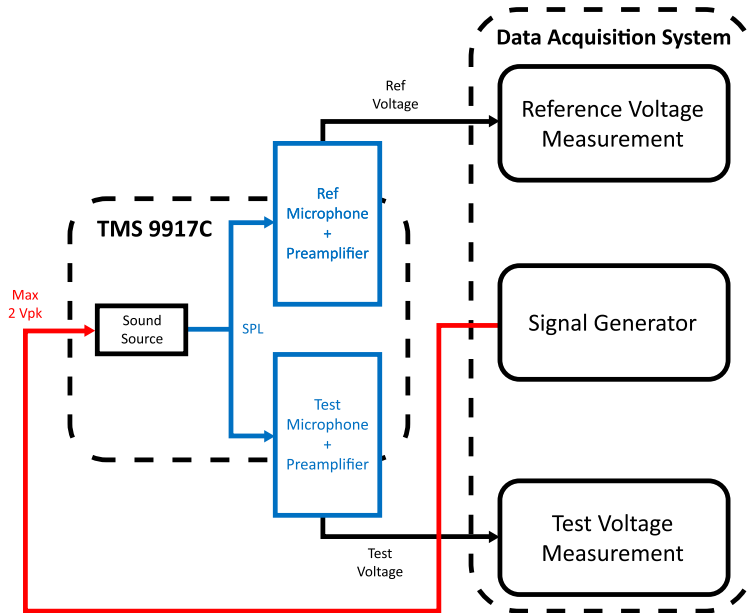 Data Acquisition System
Ref
Voltage
Reference Voltage
Measurement
Ref
Microphone
+
Preamplifier
TMS 9917C
Max
2 Vpk
Sound
Source
SPL
Signal Generator
Test
Microphone
+
Preamplifier
Test Voltage
Measurement
Test
Voltage